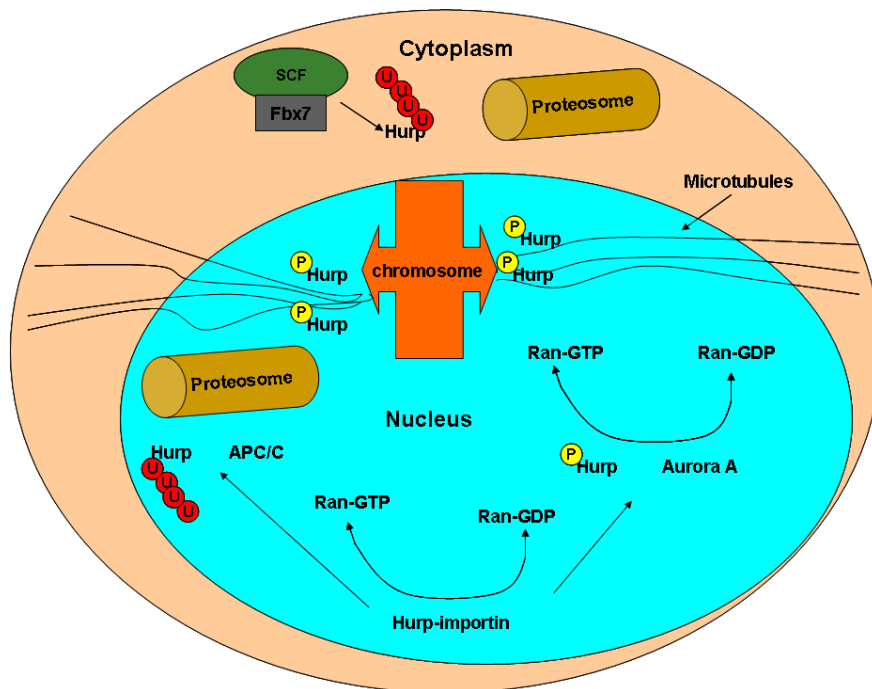 Cytoplasm
SCF
Fbx7
U
U
U
U
Hurp
Proteosome
Microtubules
P
Hurp
P
Hurp
chromosome
P
Hurp
P
Hurp
Proteosome
Ran-GTP
Ran-GDP
Nucleus
Hurp
APC/C
U
U
U
U
P
Hurp
Aurora A
Ran-GTP
Ran-GDP
Hurp-importin